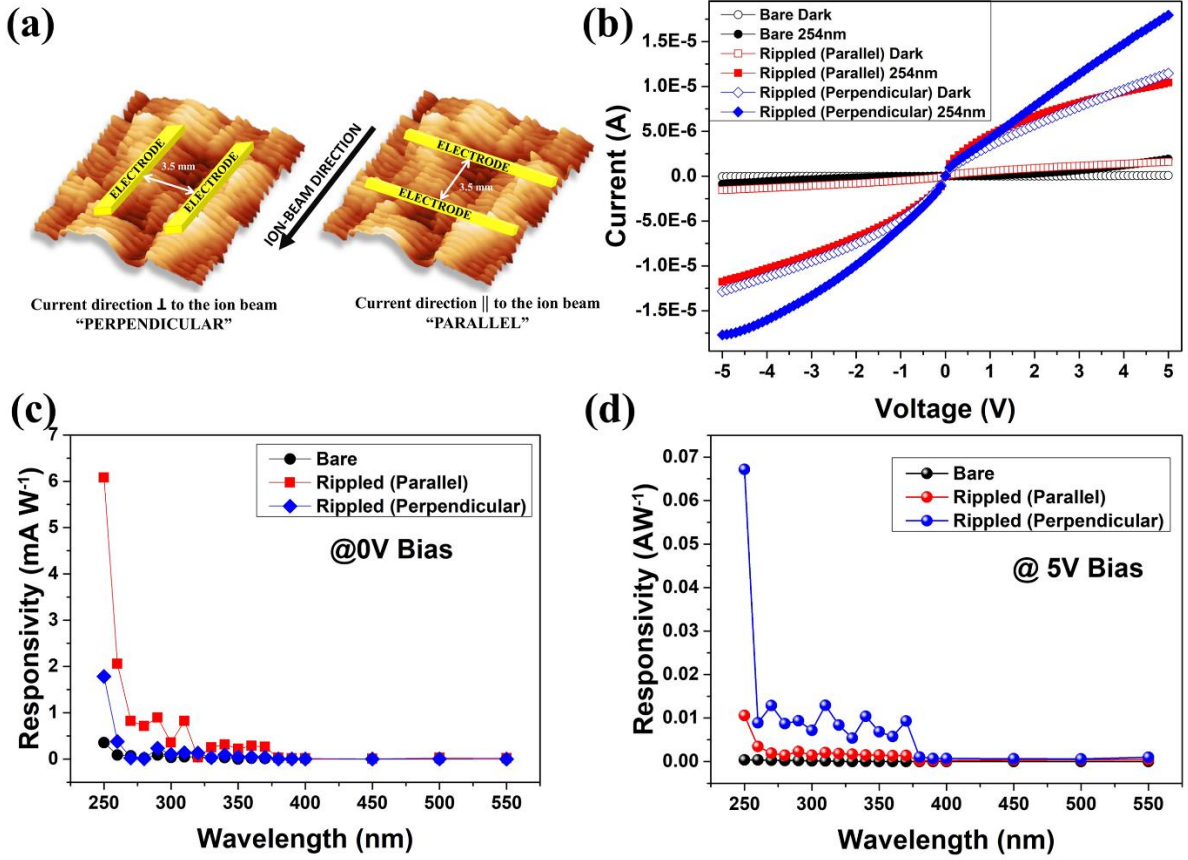 (a)
ELECTRODE
3.5 mm
ELECTRODE
ION-BEAM DIRECTION
ELECTRODE
3.5 mm
ELECTRODE
Current direction ⊥ to the ion beam
“PERPENDICULAR”
Current direction || to the ion beam
“PARALLEL”
(b)
Bare Dark
Bare 254nm
Rippled (Parallel) Dark
Rippled (Parallel) 254nm
Rippled (Perpendicular) Dark
Rippled (Perpendicular) 254nm
1.5E-5
1.0E-5
5.0E-6
0.0
-5.0E-6
-1.0E-5
-1.5E-5
Current (A)
-5 -4 -3 -2 -1 0 1 2 3 4 5
Voltage (V)
(c)
7
6
5
4
3
2
1
0
Responsivity (mA W⁻¹)
Bare
Rippled (Parallel)
Rippled (Perpendicular)
@0V Bias
250 300 350 400 450 500 550
Wavelength (nm)
(d)
0.07
0.06
0.05
0.04
0.03
0.02
0.01
0.00
Responsivity (AW⁻¹)
Bare
Rippled (Parallel)
Rippled (Perpendicular)
@ 5V Bias
250 300 350 400 450 500 550
Wavelength (nm)